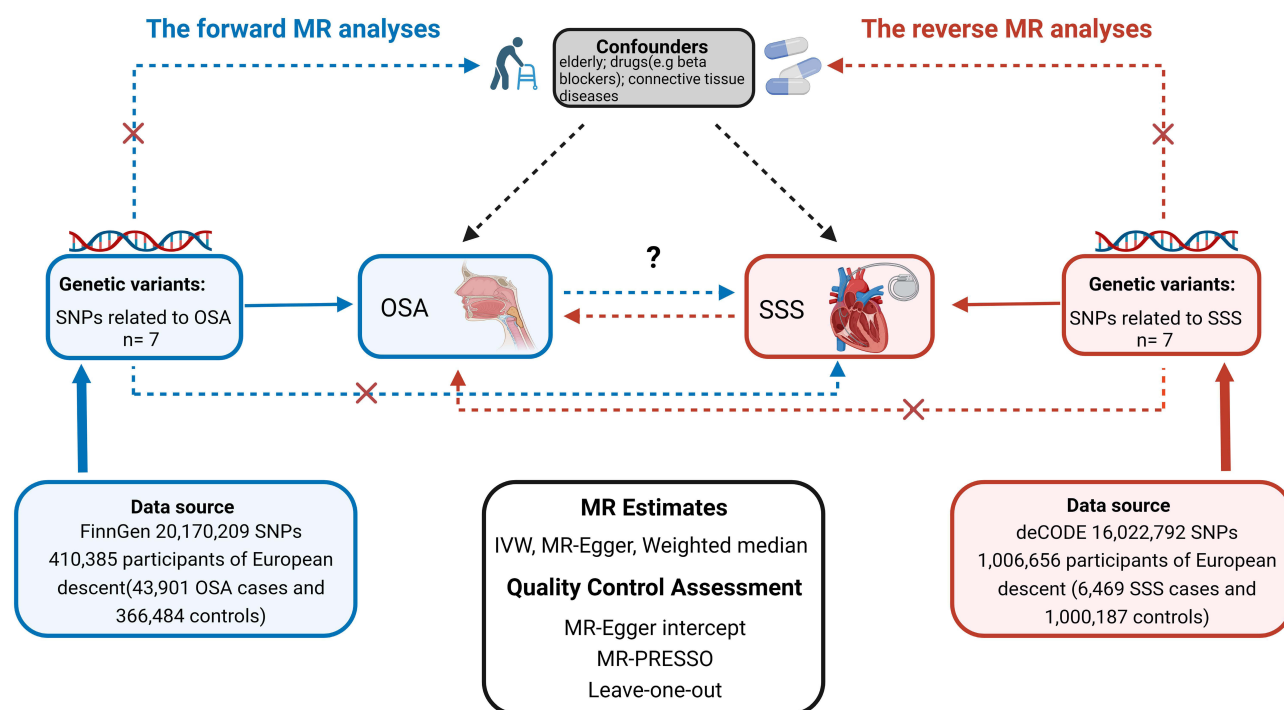 The forward MR analyses
The reverse MR analyses
Confounders
elderly; drugs(e.g beta
blockers); connective tissue
diseases
Genetic variants:
SNPs related to OSA
n= 7
OSA
?
SSS
Genetic variants:
SNPs related to SSS
n= 7
Data source
FinnGen 20,170,209 SNPs
410,385 participants of European
descent(43,901 OSA cases and
366,484 controls)
MR Estimates
IVW, MR-Egger, Weighted median
Quality Control Assessment
MR-Egger intercept
MR-PRESSO
Leave-one-out
Data source
deCODE 16,022,792 SNPs
1,006,656 participants of European
descent (6,469 SSS cases and
1,000,187 controls)